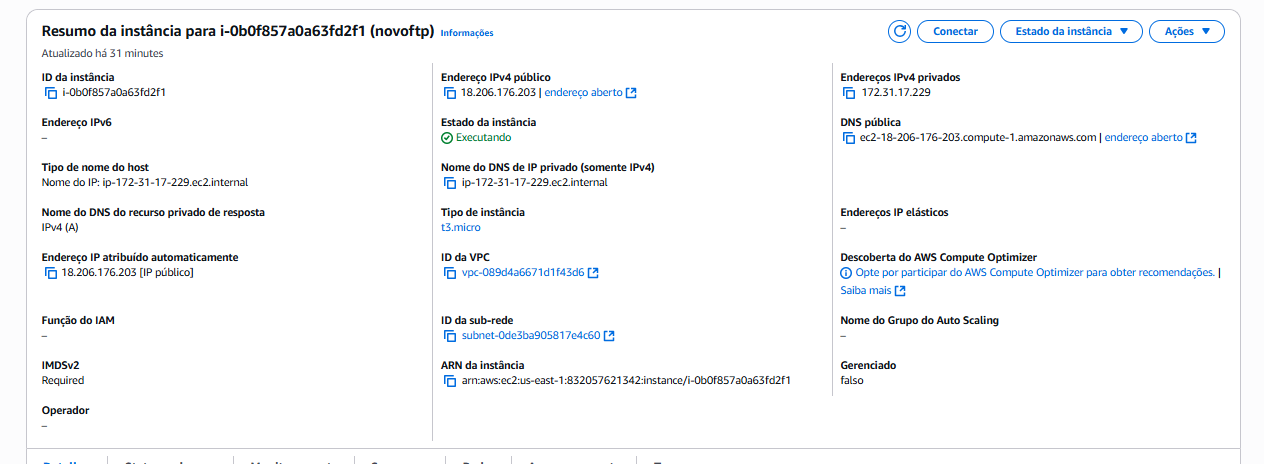 Resumo da instância para i-0b0f857a0a63fd2f1 (novoftp) Informações
Conectar
Estado da instância
Ações
Atualizado há 31 minutes
ID da instância
i-0b0f857a0a63fd2f1
Endereço IPv4 público
18.206.176.203 | endereço aberto
Endereços IPv4 privados
172.31.17.229
Endereço IPv6
–
Estado da instância
Executando
DNS pública
ec2-18-206-176-203.compute-1.amazonaws.com | endereço aberto
Tipo de nome do host
Nome do IP: ip-172-31-17-229.ec2.internal
Nome do DNS de IP privado (somente IPv4)
ip-172-31-17-229.ec2.internal
Nome do DNS do recurso privado de resposta
IPv4 (A)
Tipo de instância
t3.micro
Endereços IP elásticos
–
Endereço IP atribuído automaticamente
18.206.176.203 [IP público]
ID da VPC
vpc-089d4a6671d1f43d6
Descoberta do AWS Compute Optimizer
Opte por participar do AWS Compute Optimizer para obter recomendações. |
Saiba mais
Função do IAM
–
ID da sub-rede
subnet-0de3ba905817e4c60
Nome do Grupo do Auto Scaling
–
IMDSv2
Required
ARN da instância
arn:aws:ec2:us-east-1:832057621342:instance/i-0b0f857a0a63fd2f1
Gerenciado
falso
Operador
–